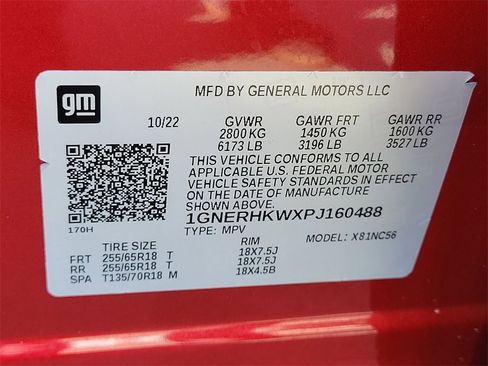 gm
MFD BY GENERAL MOTORS LLC
10/22 GVWR GAWR FRT GAWR RR
2800 KG 1450 KG 1600 KG
6173 LB 3196 LB 3527 LB
THIS VEHICLE CONFORMS TO ALL
APPLICABLE U.S. FEDERAL MOTOR
VEHICLE SAFETY STANDARDS IN EFFECT
ON THE DATE OF MANUFACTURE
SHOWN ABOVE.
1GNERHKWXPJ160488
170H
TYPE: MPV MODEL: X81NC56
TIRE SIZE RIM
FRT 255/65R18 T 18X7.5J
RR 255/65R18 T 18X7.5J
SPA T135/70R18 M 18X4.5B